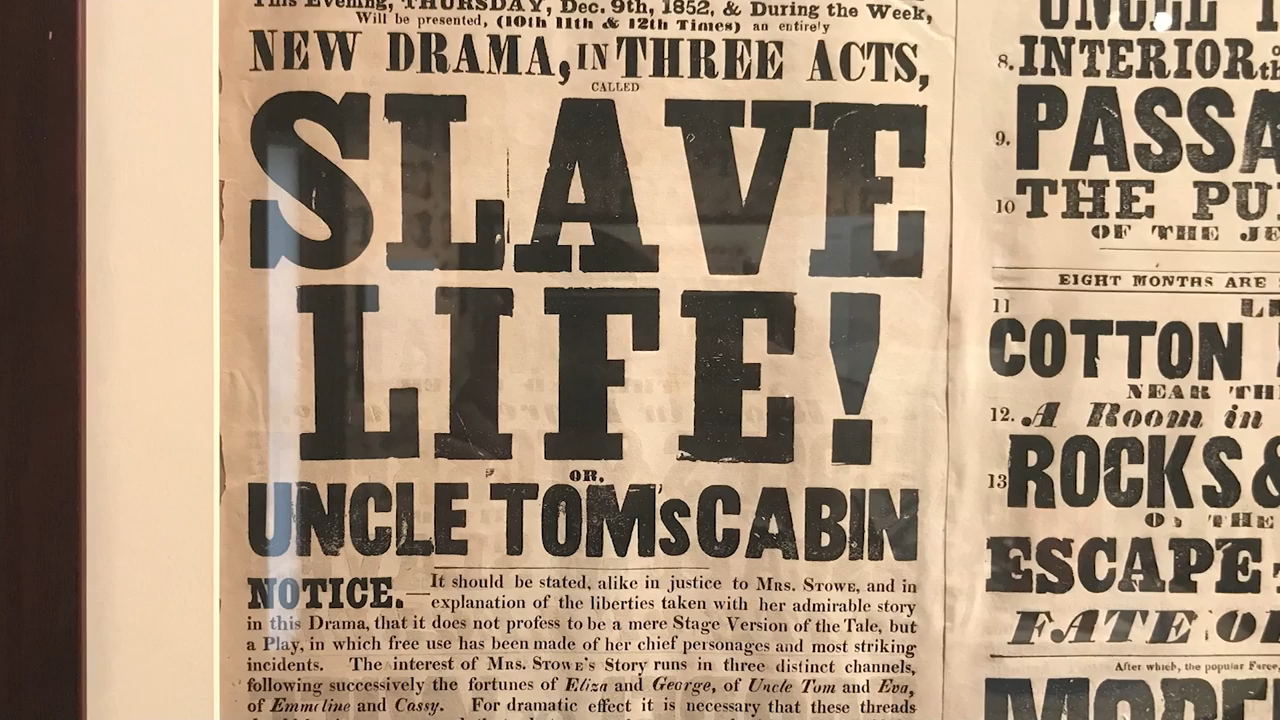 This Evening, THURSDAY, Dec. 9th, 1852, & During the Week,
Will be presented, (10th 11th & 12th Times) an entirely
NEW DRAMA, IN THREE ACTS,
CALLED
SLAVE
LIFE!
OR,
UNCLE TOM'S CABIN
NOTICE.—It should be stated, alike in justice to MRS. STOWE, and in
explanation of the liberties taken with her admirable story
in this Drama, that it does not profess to be a mere Stage Version of the Tale, but
a Play, in which free use has been made of her chief personages and most striking
incidents. The interest of MRS. STOWE'S Story runs in three distinct channels,
following successively the fortunes of Eliza and George, of Uncle Tom and Eva,
of Emmeline and Cassy. For dramatic effect it is necessary that these threads
UNCLE
8. INTERIOR
9.
10 THE
OF THE
EIGHT MONTHS ARE
11
COTTON
NEAR
12. A Room in
13 ROCKS &
THE
ESCAPE
FATE
After which, the popular Farce,